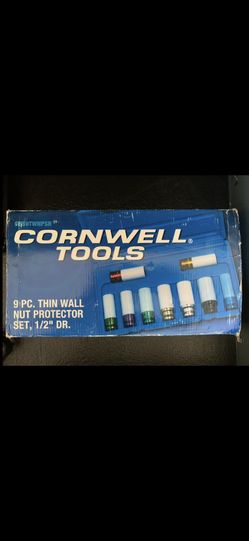 CORNWELL®
TOOLS
9 PC. THIN WALL
NUT PROTECTOR
SET, 1/2" DR.